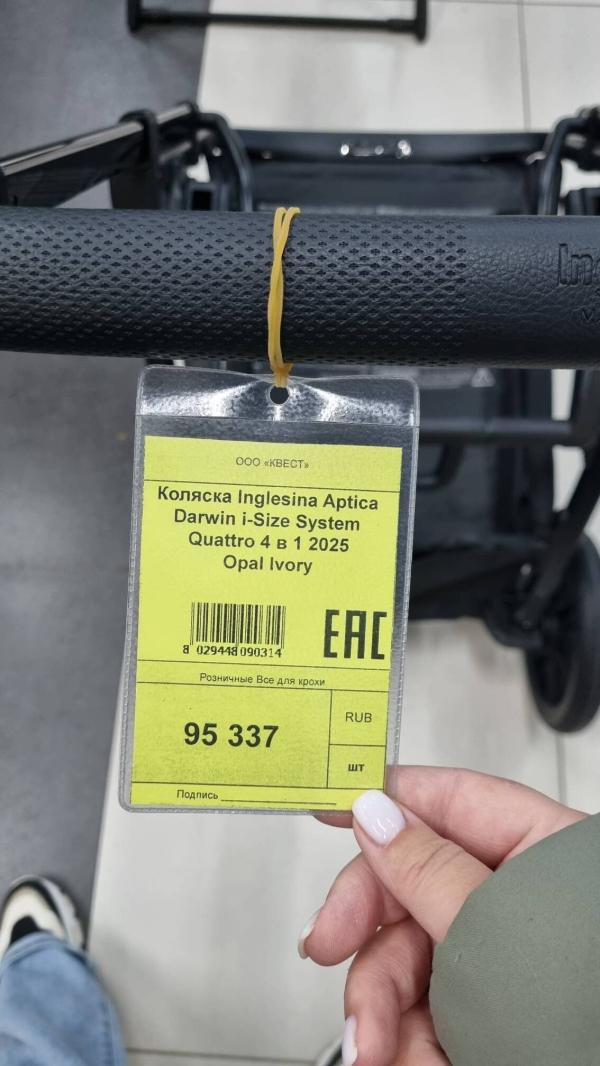 ООО «КВЕСТ»
Коляска Inglesina Aptica
Darwin i-Size System
Quattro 4 в 1 2025
Opal Ivory
8 029448 090314
EAC
Розничные Все для крохи
95 337
RUB
шт
Подпись